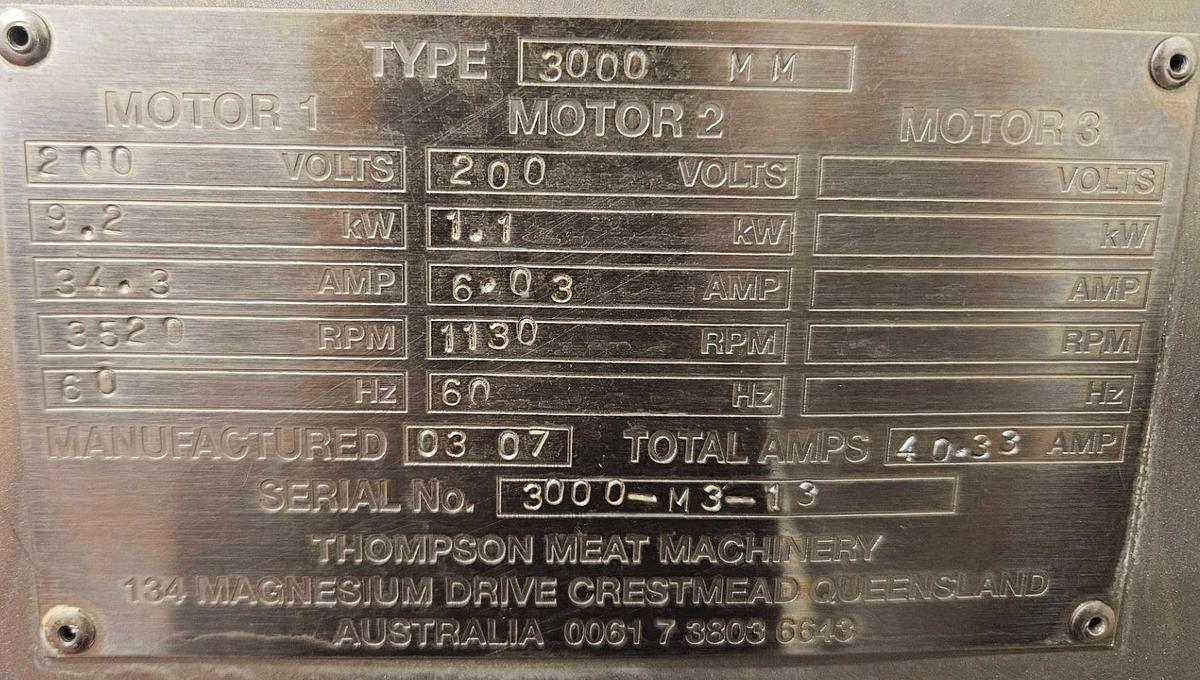 TYPE 3000 MM
MOTOR 1 MOTOR 2 MOTOR 3
200 VOLTS 200 VOLTS VOLTS
9.2 kW 1.1 kW kW
34.3 AMP 6.03 AMP AMP
3520 RPM 1130 RPM RPM
60 Hz 60 Hz Hz
MANUFACTURED 03 07 TOTAL AMPS 40.33 AMP
SERIAL No. 3000-M3-13
THOMPSON MEAT MACHINERY
134 MAGNESIUM DRIVE CRESTMEAD QUEENSLAND
AUSTRALIA 0061 7 3803 6643